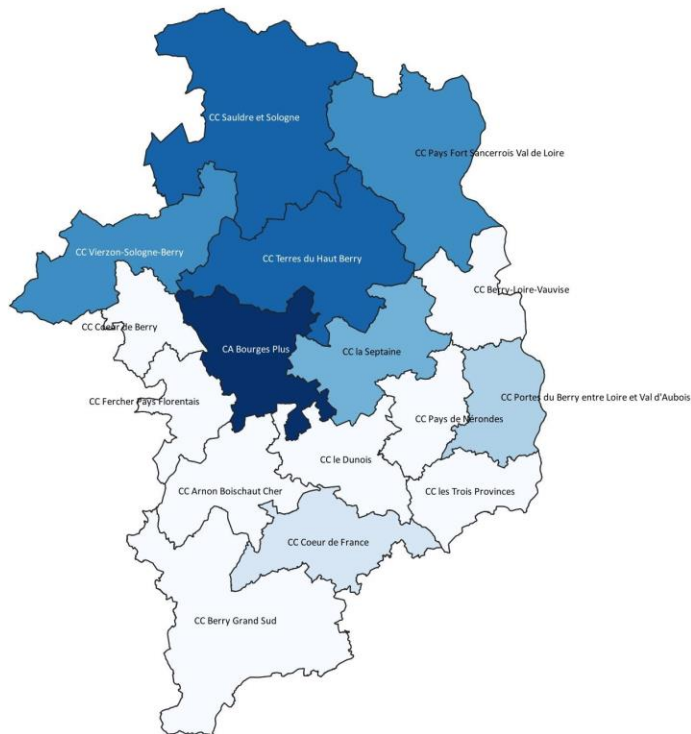 CC Sauldre et Sologne
CC Pays Fort Sancerrois Val de Loire
CC Vierzon-Sologne-Berry
CC Terres du Haut Berry
CC Berry-Loire-Vauvise
CC Coeur de Berry
CA Bourges Plus
CC la Septaine
CC Fercher Pays Florentais
CC Portes du Berry entre Loire et Val d'Aubois
CC Pays de Nérondes
CC le Dunois
CC Arnon Boischaut Cher
CC les Trois Provinces
CC Coeur de France
CC Berry Grand Sud